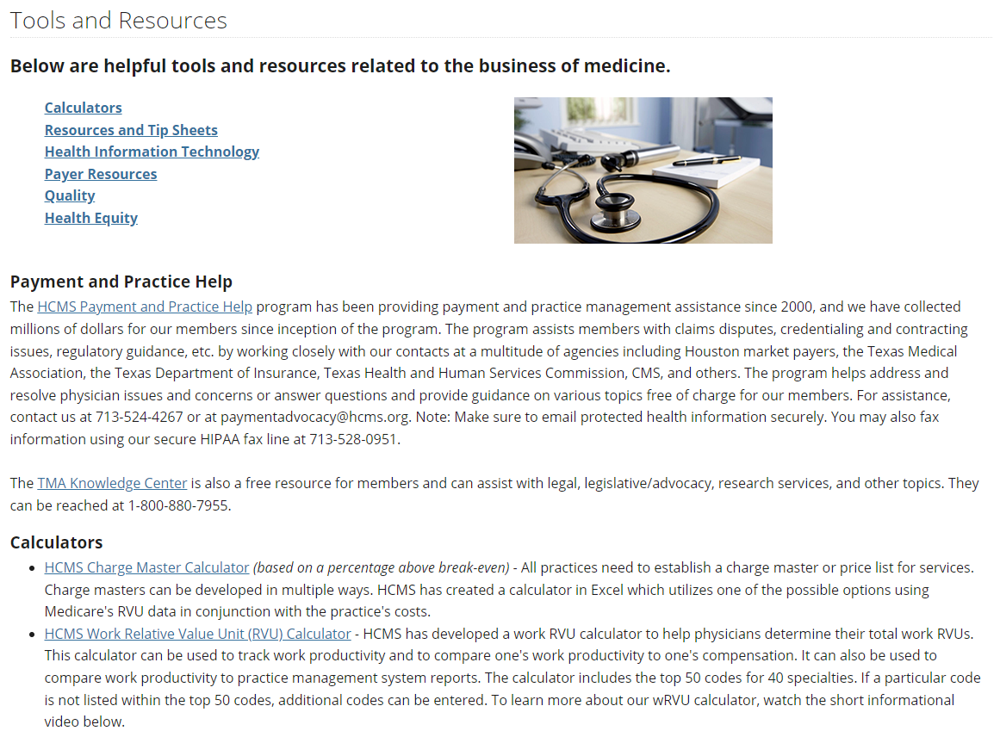 Tools and Resources
Below are helpful tools and resources related to the business of medicine.
Calculators
Resources and Tip Sheets
Health Information Technology
Payer Resources
Quality
Health Equity
Payment and Practice Help
The HCMS Payment and Practice Help program has been providing payment and practice management assistance since 2000, and we have collected
millions of dollars for our members since inception of the program. The program assists members with claims disputes, credentialing and contracting
issues, regulatory guidance, etc. by working closely with our contacts at a multitude of agencies including Houston market payers, the Texas Medical
Association, the Texas Department of Insurance, Texas Health and Human Services Commission, CMS, and others. The program helps address and
resolve physician issues and concerns or answer questions and provide guidance on various topics free of charge for our members. For assistance,
contact us at 713-524-4267 or at paymentadvocacy@hcms.org. Note: Make sure to email protected health information securely. You may also fax
information using our secure HIPAA fax line at 713-528-0951.
The TMA Knowledge Center is also a free resource for members and can assist with legal, legislative/advocacy, research services, and other topics. They
can be reached at 1-800-880-7955.
Calculators
• HCMS Charge Master Calculator (based on a percentage above break-even) - All practices need to establish a charge master or price list for services.
Charge masters can be developed in multiple ways. HCMS has created a calculator in Excel which utilizes one of the possible options using
Medicare's RVU data in conjunction with the practice's costs.
• HCMS Work Relative Value Unit (RVU) Calculator - HCMS has developed a work RVU calculator to help physicians determine their total work RVUs.
This calculator can be used to track work productivity and to compare one's work productivity to one's compensation. It can also be used to
compare work productivity to practice management system reports. The calculator includes the top 50 codes for 40 specialties. If a particular code
is not listed within the top 50 codes, additional codes can be entered. To learn more about our wRVU calculator, watch the short informational
video below.